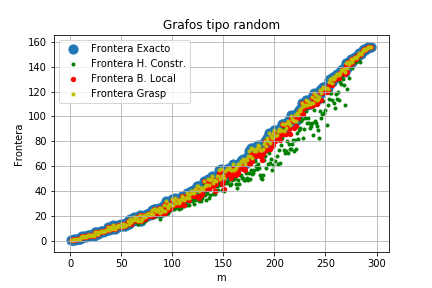 Grafos tipo random
Frontera Exacto
Frontera H. Constr.
Frontera B. Local
Frontera Grasp
Frontera
160
140
120
100
80
60
40
20
0
0 50 100 150 200 250 300
m